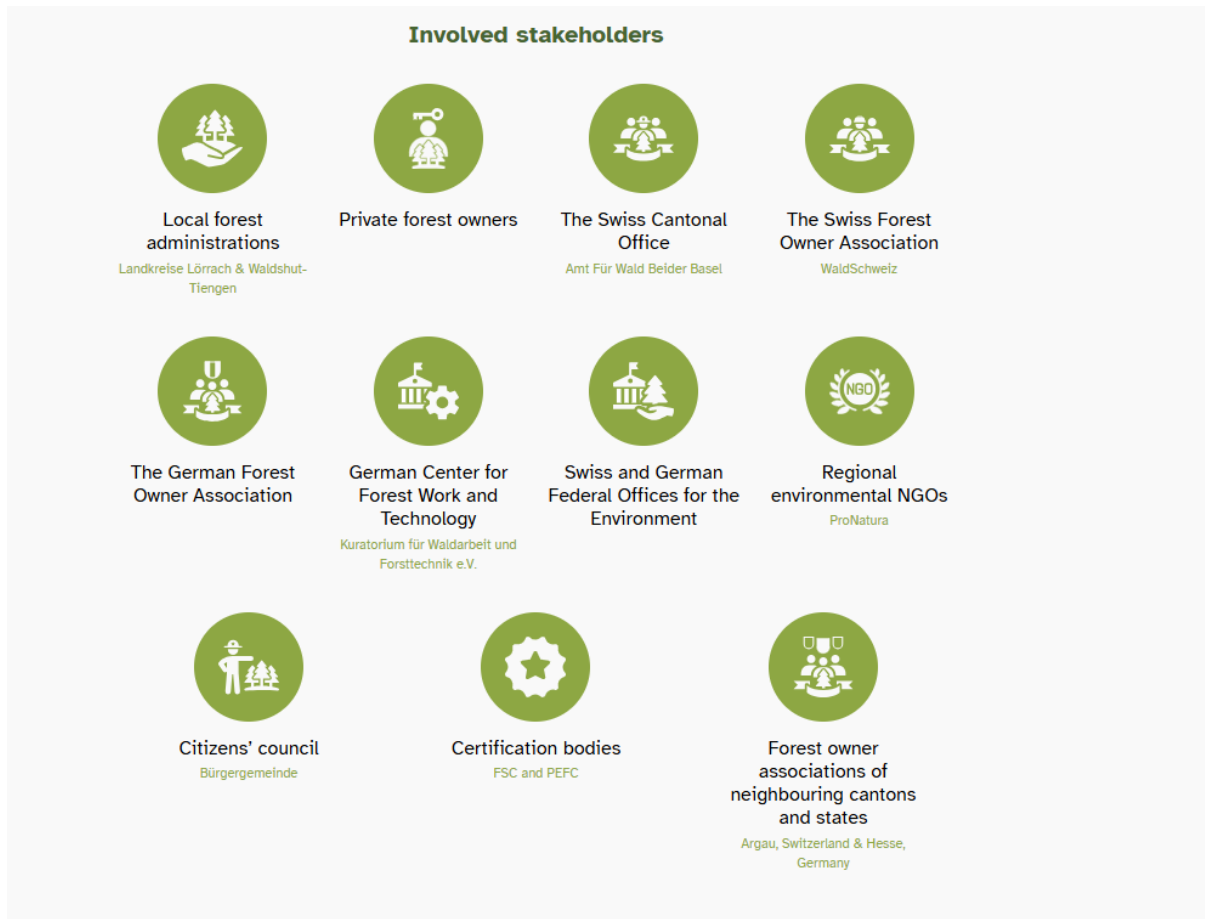 Involved stakeholders
Local forest
administrations
Landkreise Lörrach & Waldshut-
Tiengen
Private forest owners
The Swiss Cantonal
Office
Amt Für Wald Beider Basel
The Swiss Forest
Owner Association
WaldSchweiz
The German Forest
Owner Association
German Center for
Forest Work and
Technology
Kuratorium für Waldarbeit und
Forsttechnik e.V.
Swiss and German
Federal Offices for the
Environment
NGO
Regional
environmental NGOs
ProNatura
Citizens’ council
Bürgergemeinde
Certification bodies
FSC and PEFC
Forest owner
associations of
neighbouring cantons
and states
Argau, Switzerland & Hesse,
Germany